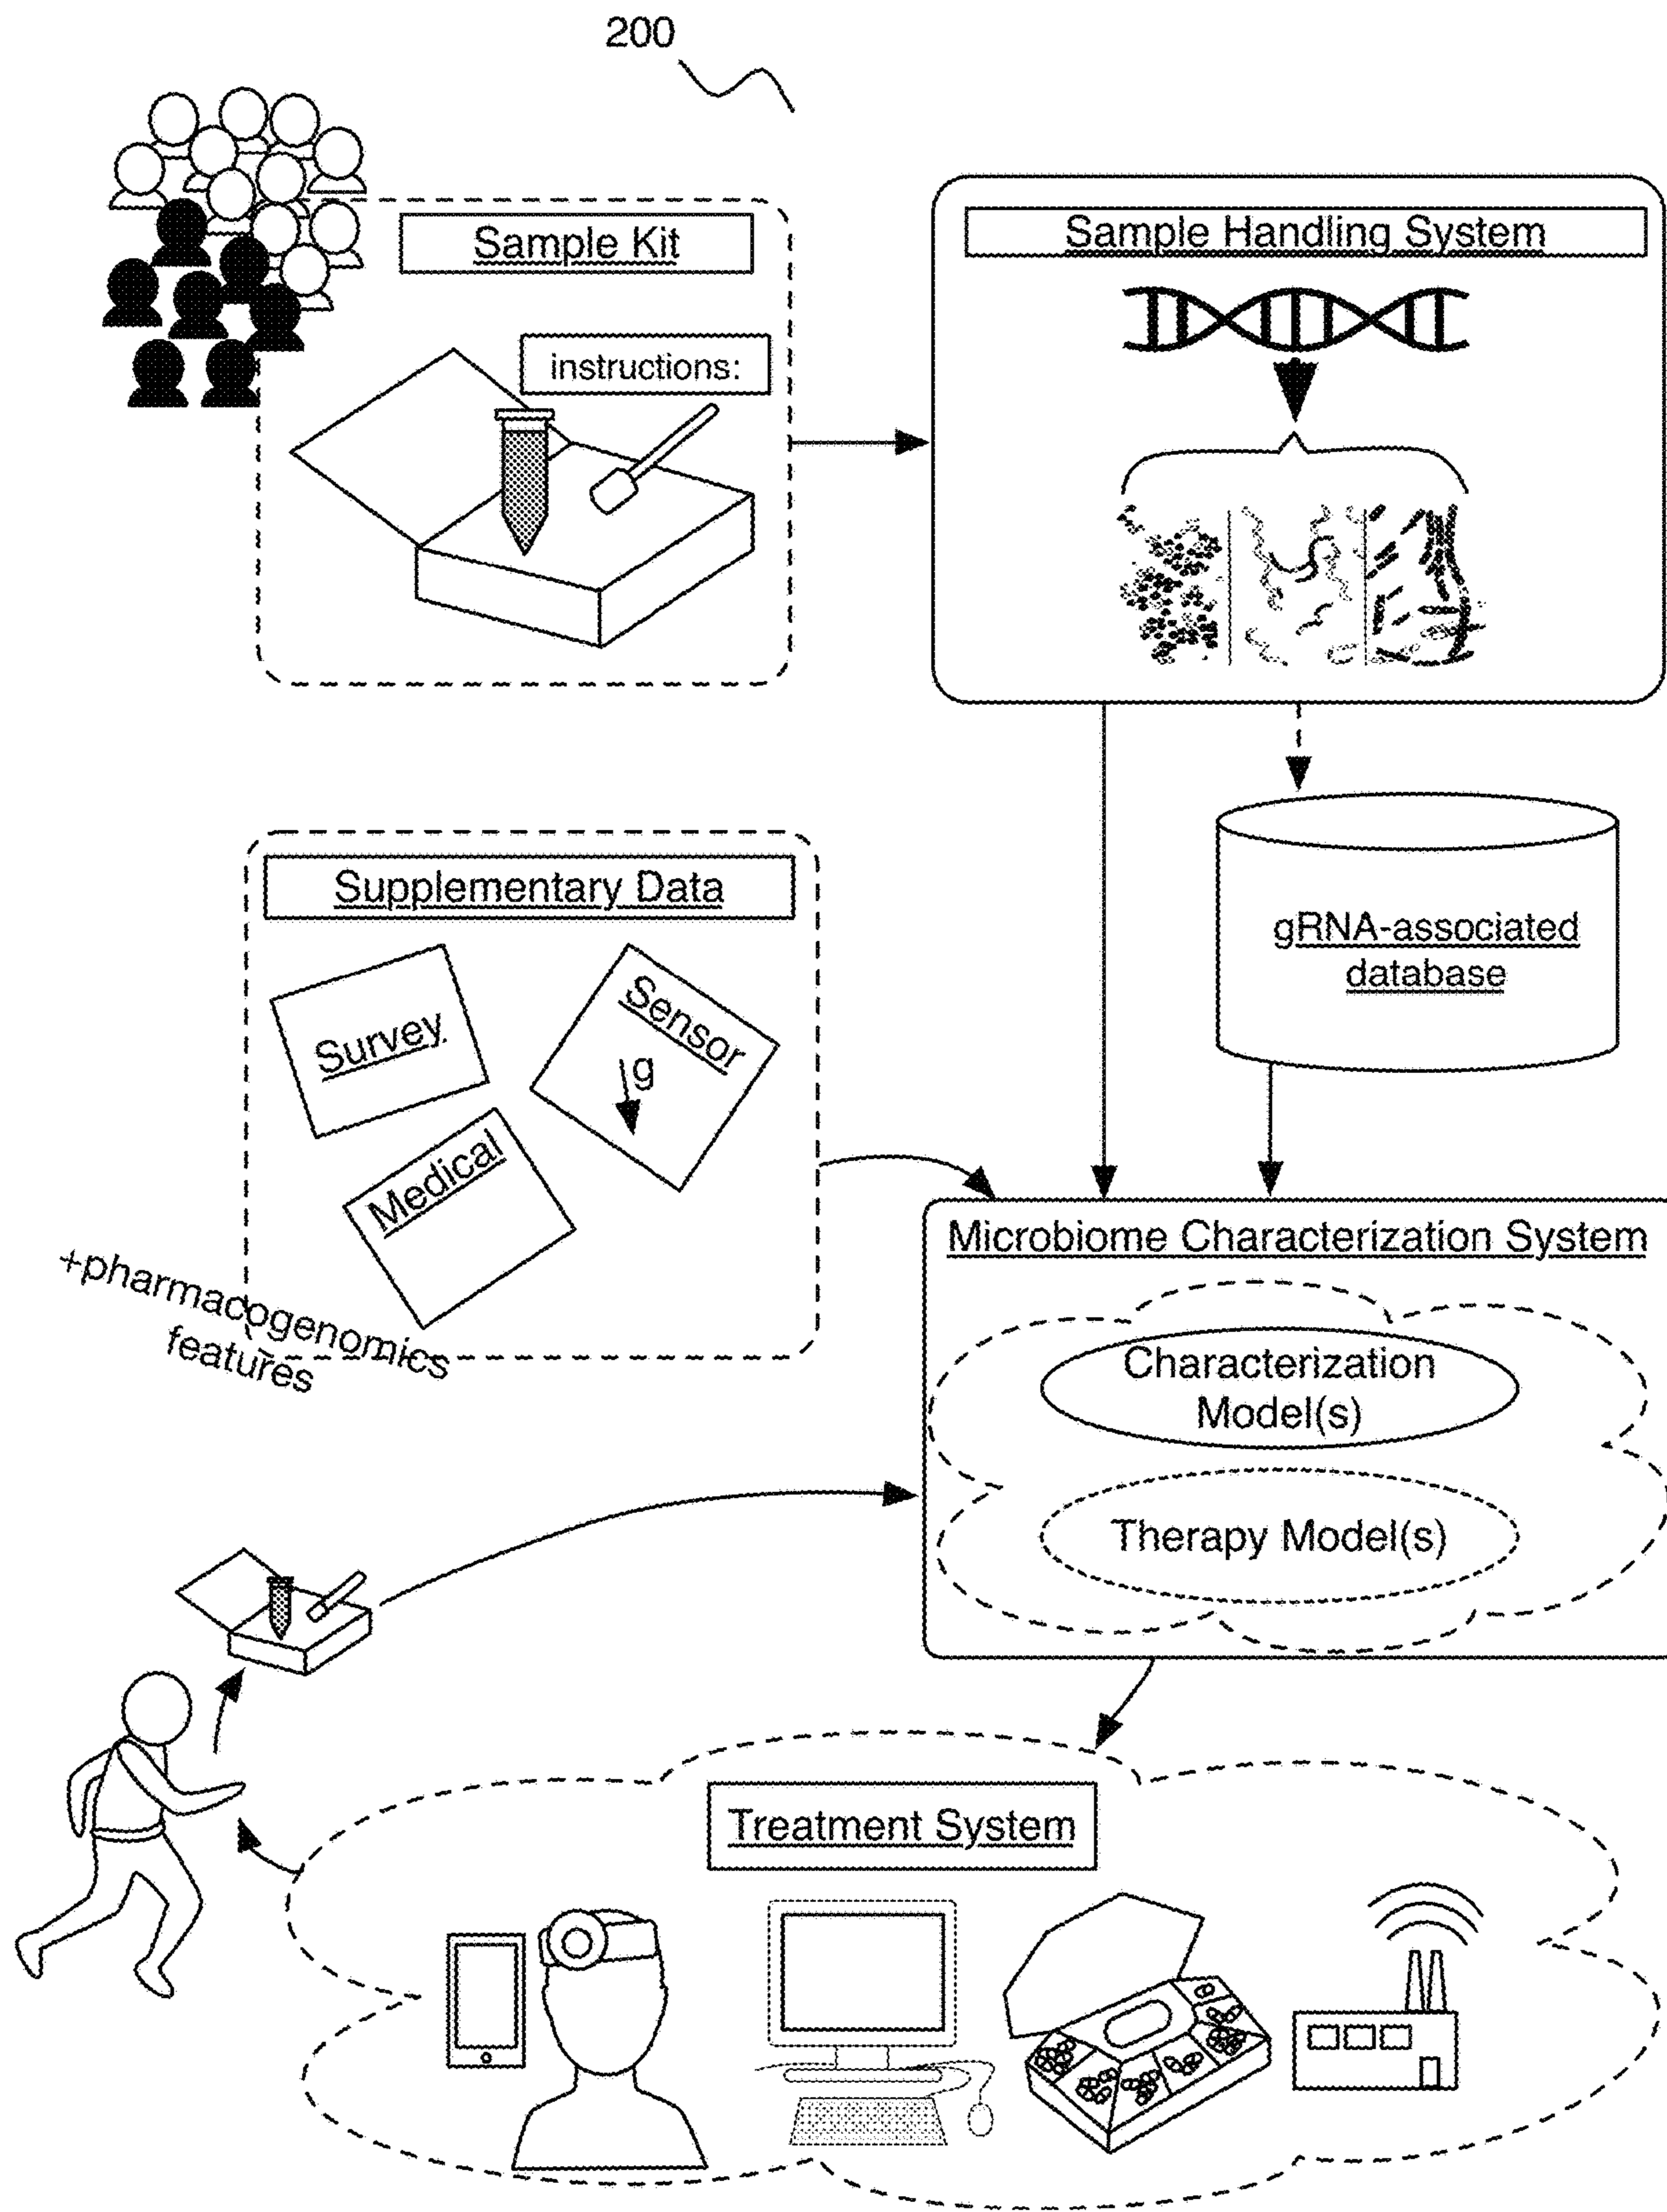 200
Sample Kit
instructions:
Sample Handling System
Supplementary Data
Survey
Sensor
g
Medical
+pharmacogenomics
features
gRNA-associated
database
Microbiome Characterization System
Characterization
Model(s)
Therapy Model(s)
Treatment System